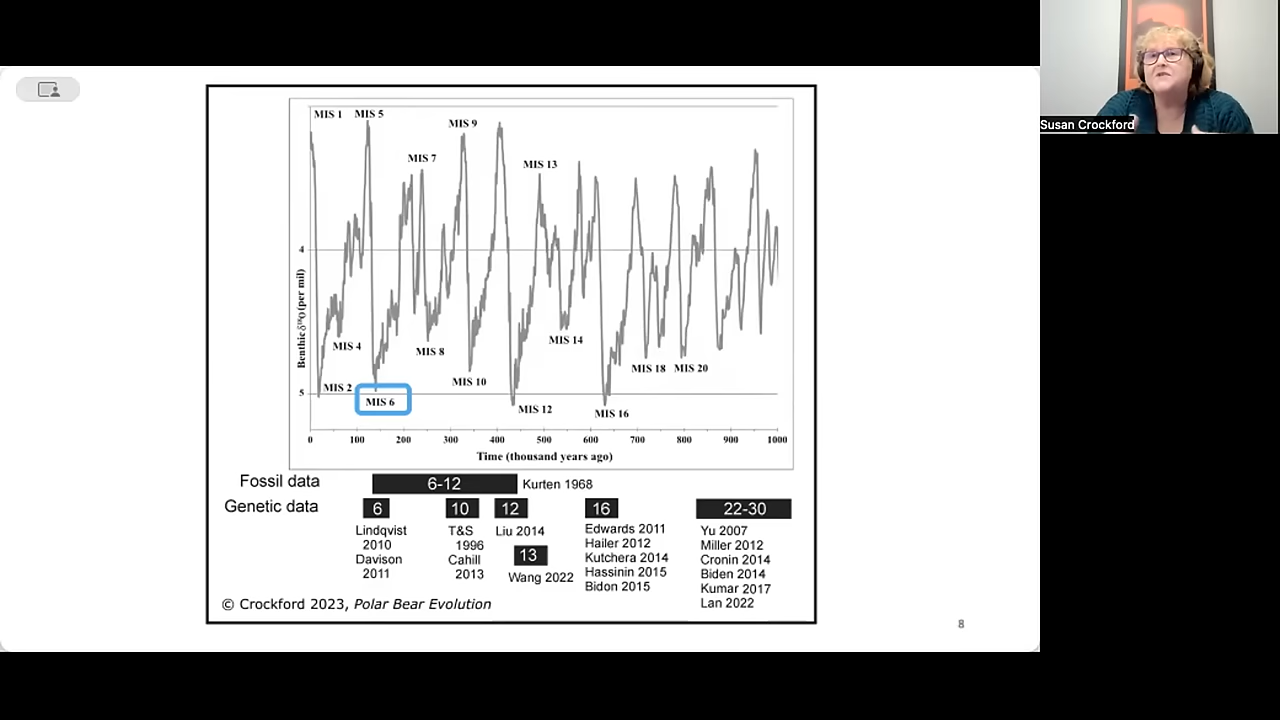 Susan Crockford
MIS 1 MIS 5
MIS 9
MIS 7
MIS 13
4
Benthic δ¹⁸O (per mil)
MIS 4
MIS 8
MIS 14
MIS 18 MIS 20
MIS 10
MIS 2
5
MIS 6
MIS 12
MIS 16
0 100 200 300 400 500 600 700 800 900 1000
Time (thousand years ago)
Fossil data 6-12 Kurten 1968
Genetic data 6 10 12 16 22-30
Lindqvist
2010
Davison
2011
T&S
1996
Cahill
2013
Liu 2014
13
Wang 2022
Edwards 2011
Hailer 2012
Kutchera 2014
Hassinin 2015
Bidon 2015
Yu 2007
Miller 2012
Cronin 2014
Biden 2014
Kumar 2017
Lan 2022
© Crockford 2023, Polar Bear Evolution
8